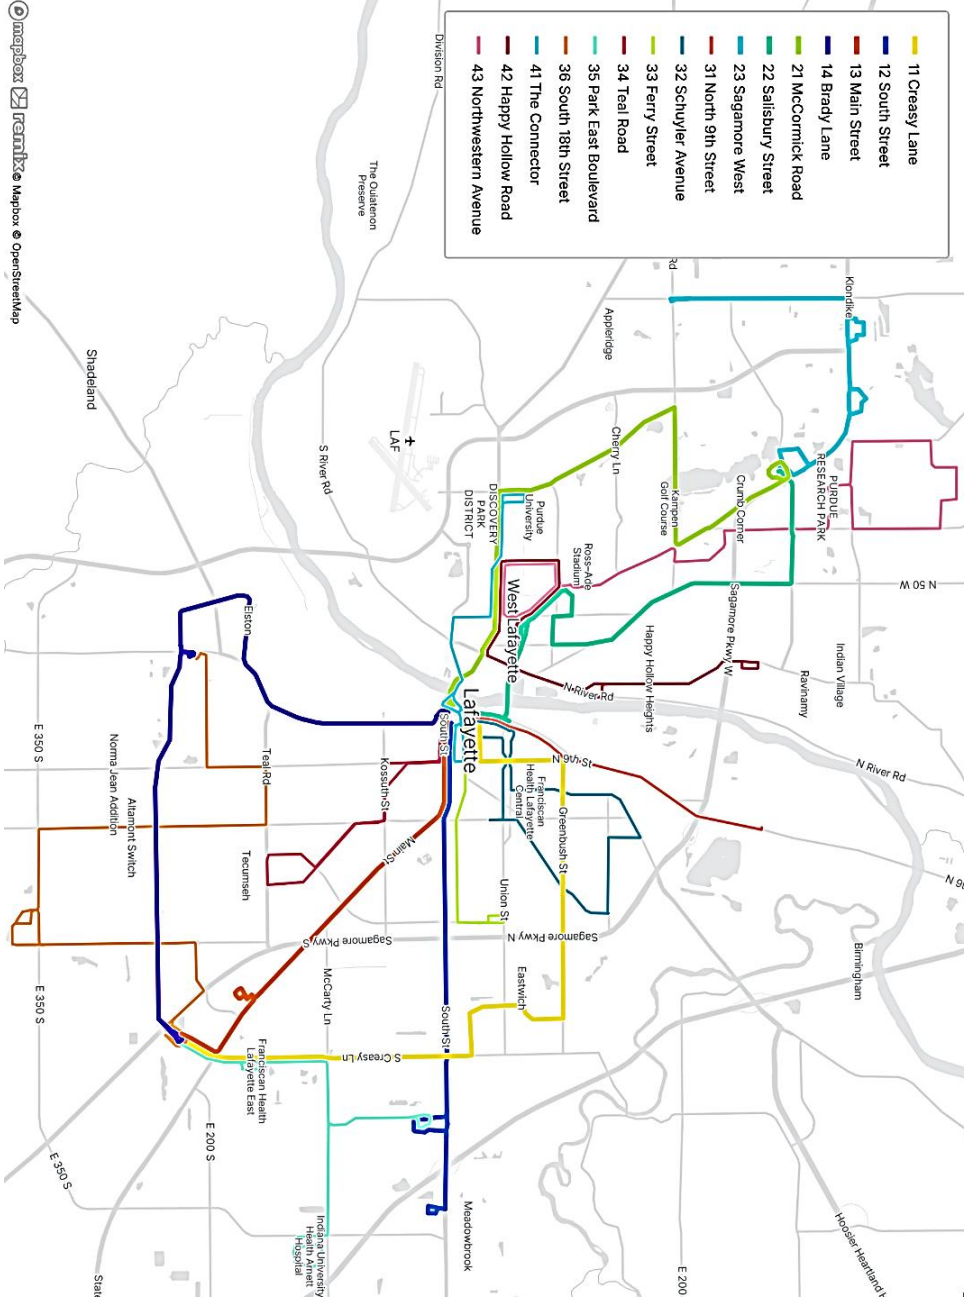 11 Creasy Lane
12 South Street
13 Main Street
14 Brady Lane
21 McCormick Road
22 Salisbury Street
23 Sagamore West
31 North 9th Street
32 Schuyler Avenue
33 Ferry Street
34 Teal Road
35 Park East Boulevard
36 South 18th Street
41 The Connector
42 Happy Hollow Road
43 Northwestern Avenue
Klondike
Rd
N 50 W
PURDUE
RESEARCH PARK
Indian Village
Ravinamy
N River Rd
Birmingham
Hoosier Heartland H
Sagamore Pkwy W
Crumb Corner
Kampen
Golf Course
Happy Hollow Heights
Appleridge
Cherry Ln
Ross-Ade
Stadium
N River Rd
N 9th St
Greenbush St
Sagamore Pkwy N
E 200
Purdue
University
DISCOVERY
PARK
DISTRICT
West Lafayette
Lafayette
Franciscan
Health Lafayette
Central
Union St
Eastwich
Division Rd
LAF
South St
South St
Meadowbrook
The Ouiatenon
Preserve
Kossuth St
Main St
Sagamore Pkwy S
S Creasy Ln
McCarty Ln
Indiana University
Health Arnett
Hospital
S River Rd
Elston
Teal Rd
Tecumseh
Franciscan Health
Lafayette East
E 200 S
Norma Jean Addition
Altamont Switch
Shadeland
E 350 S
E 350 S
E 350 S
State
mapbox remix © Mapbox © OpenStreetMap